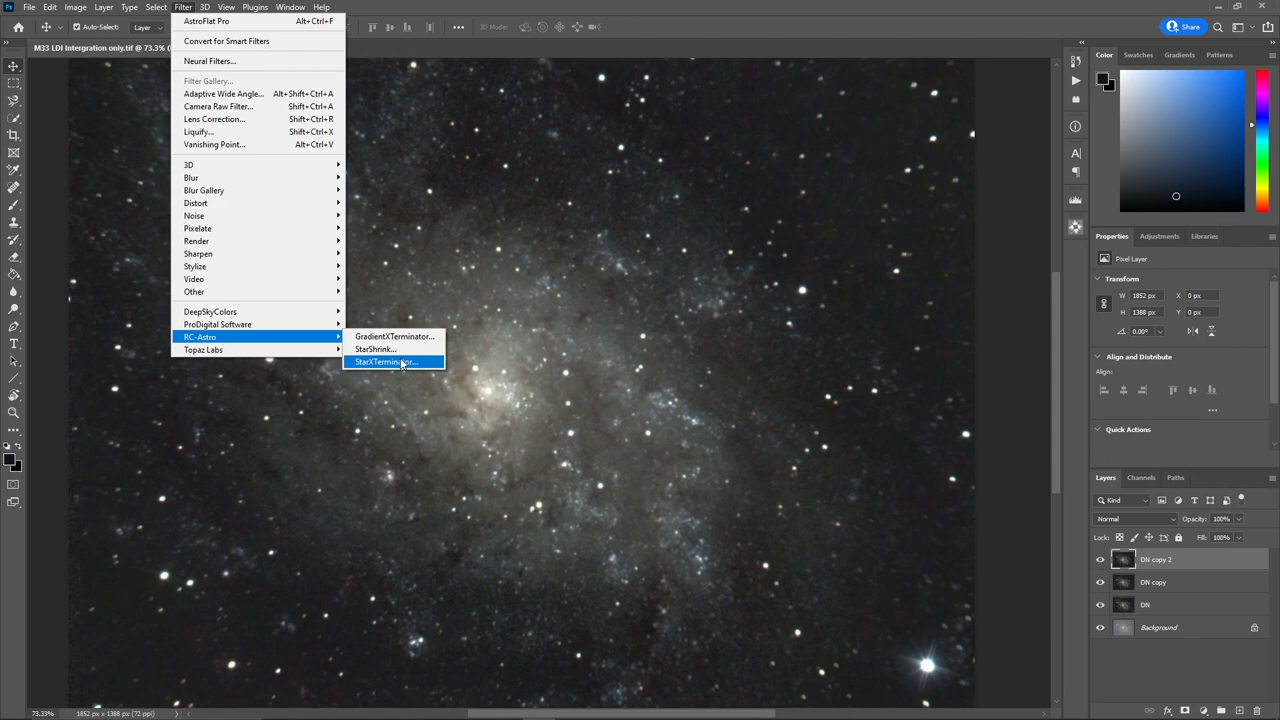 Ps File Edit Image Layer Type Select Filter 3D View Plugins Window Help
Auto-Select: Layer 3D Mode: Share
M33 LDI Intergration only.tif @ 73.3% (
AstroFlat Pro Alt+Ctrl+F
Convert for Smart Filters
Neural Filters...
Filter Gallery...
Adaptive Wide Angle... Alt+Shift+Ctrl+A
Camera Raw Filter... Shift+Ctrl+A
Lens Correction... Shift+Ctrl+R
Liquify... Shift+Ctrl+X
Vanishing Point... Alt+Ctrl+V
3D
Blur
Blur Gallery
Distort
Noise
Pixelate
Render
Sharpen
Stylize
Video
Other
DeepSkyColors
ProDigital Software
RC-Astro
Topaz Labs
GradientXTerminator...
StarShrink...
StarXTerminator...
Color Swatches Gradients Patterns
Properties Adjustments Libraries
Pixel Layer
Transform
W 1852 px X 0 px
H 1388 px Y 0 px
0.00°
Align and Distribute
Align:
Quick Actions
Layers Channels Paths
Kind
Normal Opacity: 100%
Lock: Fill: 100%
DN copy 2
DN copy
DN
Background
73.33% 1852 px x 1388 px (72 ppi)